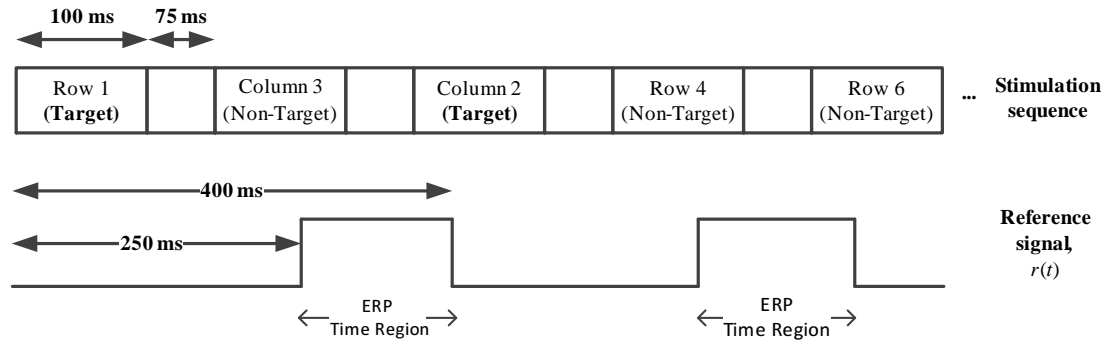 100 ms
75 ms
Row 1
(Target)
Column 3
(Non-Target)
Column 2
(Target)
Row 4
(Non-Target)
Row 6
(Non-Target)
...
Stimulation
sequence
400 ms
250 ms
Reference
signal,
r(t)
ERP
Time Region
ERP
Time Region